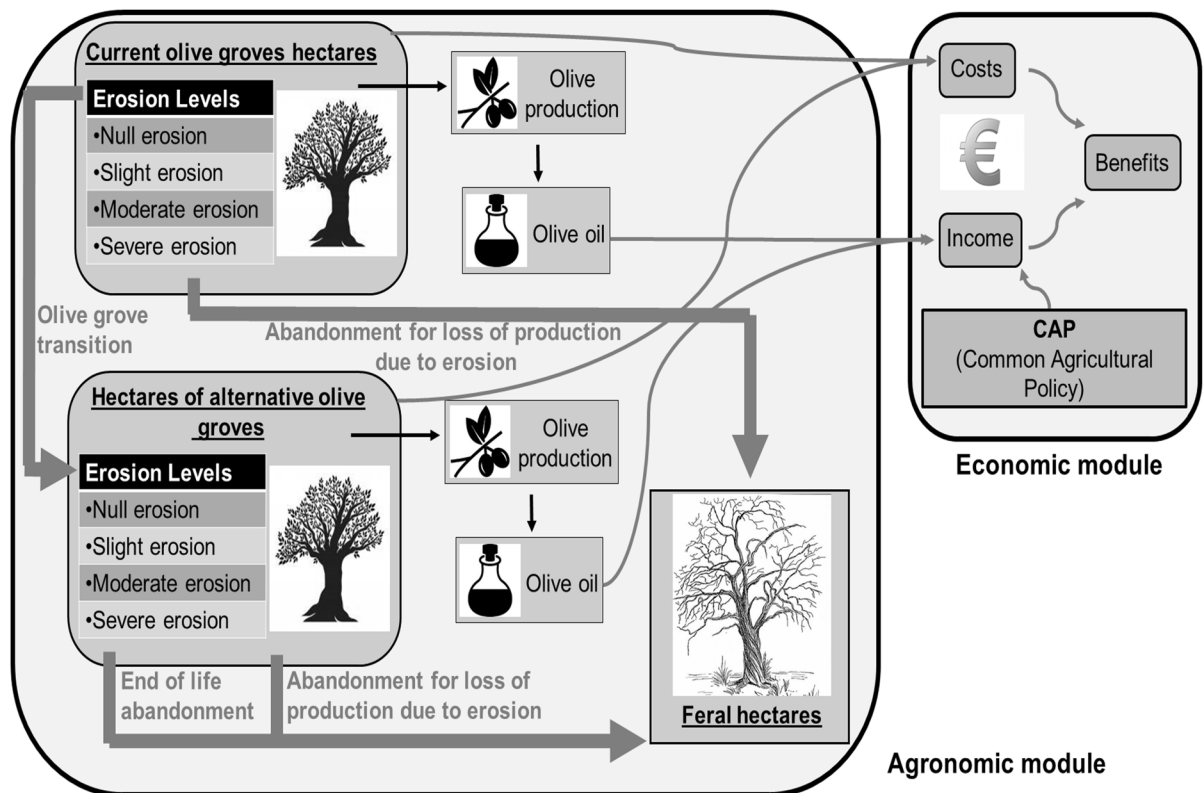 Current olive groves hectares
Erosion Levels
•Null erosion
•Slight erosion
•Moderate erosion
•Severe erosion
Olive
production
Olive oil
Olive grove
transition
Abandonment for loss of production
due to erosion
Hectares of alternative olive
groves
Erosion Levels
•Null erosion
•Slight erosion
•Moderate erosion
•Severe erosion
Olive
production
Olive oil
End of life
abandonment
Abandonment for loss of
production due to erosion
Feral hectares
Costs
€
Benefits
Income
CAP
(Common Agricultural
Policy)
Economic module
Agronomic module